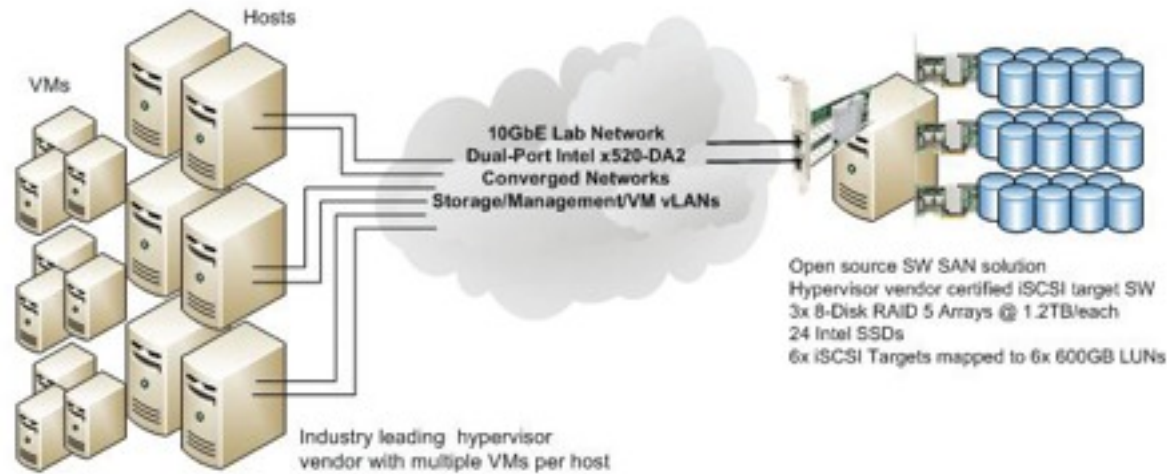 Hosts
VMs
10GbE Lab Network
Dual-Port Intel x520-DA2
Converged Networks
Storage/Management/VM vLANs
Open source SW SAN solution
Hypervisor vendor certified iSCSI target SW
3x 8-Disk RAID 5 Arrays @ 1.2TB/each
24 Intel SSDs
6x iSCSI Targets mapped to 6x 600GB LUNs
Industry leading hypervisor
vendor with multiple VMs per host